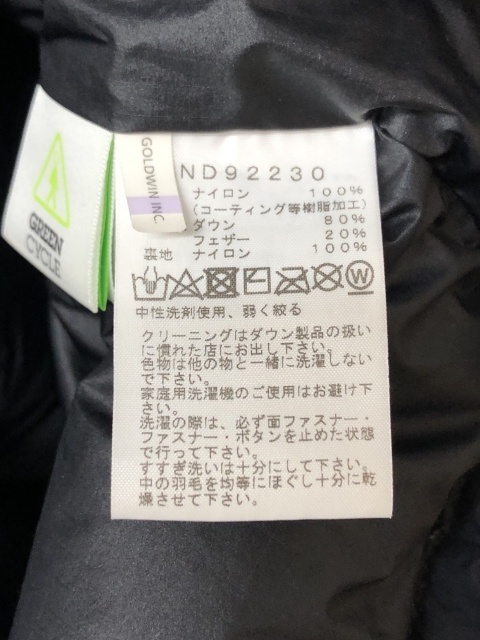 GREEN
CYCLE
GOLDWIN INC.
ND92230
ナイロン 100%
(コーティング等樹脂加工)
ダウン 80%
フェザー 20%
裏地 ナイロン 100%
W
中性洗剤使用、弱く絞る
クリーニングはダウン製品の扱い
に慣れた店にお出し下さい。
色物は他の物と一緒に洗濯しない
で下さい。
家庭用洗濯機のご使用はお避け下
さい。
洗濯の際は、必ず面ファスナー・
ファスナー・ボタンを止めた状態
で行って下さい。
すすぎ洗いは十分にして下さい。
中の羽毛を均等にほぐし十分に乾
燥させて下さい。